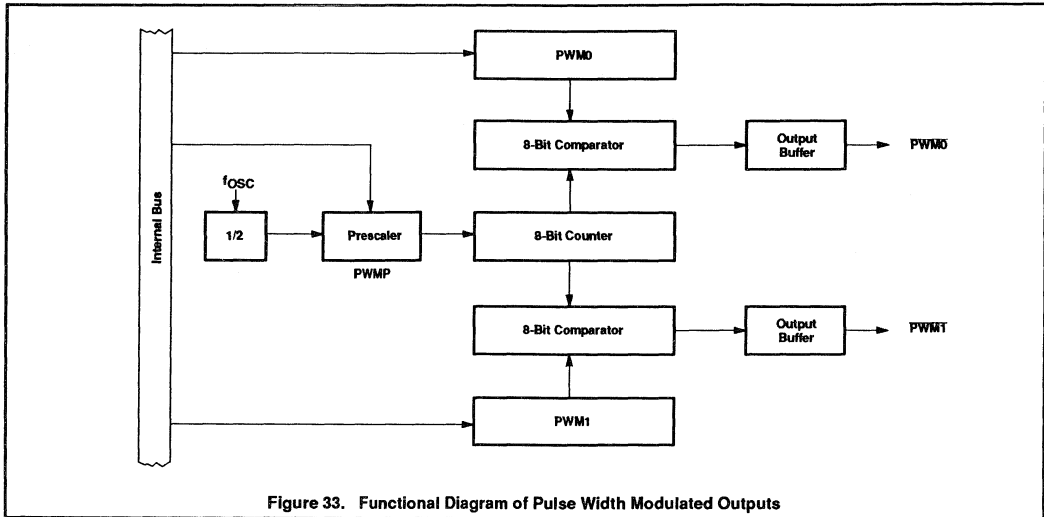 PWM0
8-Bit Comparator
Output
Buffer
PWM0
Internal Bus
fOSC
1/2
Prescaler
PWMP
8-Bit Counter
8-Bit Comparator
Output
Buffer
PWM1
PWM1
Figure 33. Functional Diagram of Pulse Width Modulated Outputs